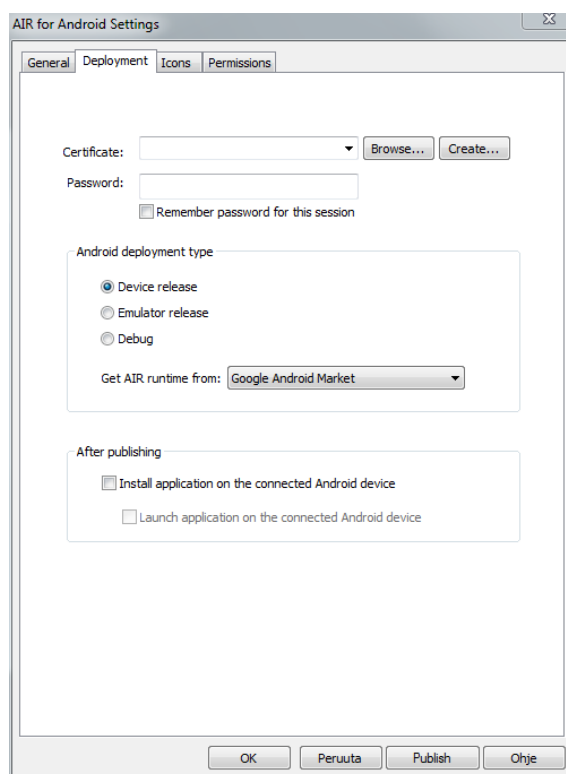 AIR for Android Settings
General Deployment Icons Permissions
Certificate: Browse... Create...
Password:
Remember password for this session
Android deployment type
Device release
Emulator release
Debug
Get AIR runtime from: Google Android Market
After publishing
Install application on the connected Android device
Launch application on the connected Android device
OK Peruuta Publish Ohje